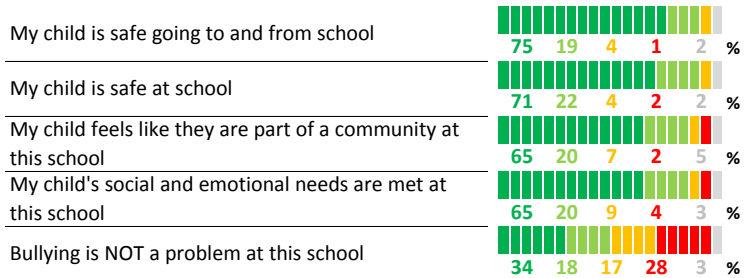 My child is safe going to and from school
75 19 4 1 2 %
My child is safe at school
71 22 4 2 2 %
My child feels like they are part of a community at
this school
65 20 7 2 5 %
My child's social and emotional needs are met at
this school
65 20 9 4 3 %
Bullying is NOT a problem at this school
34 18 17 28 3 %